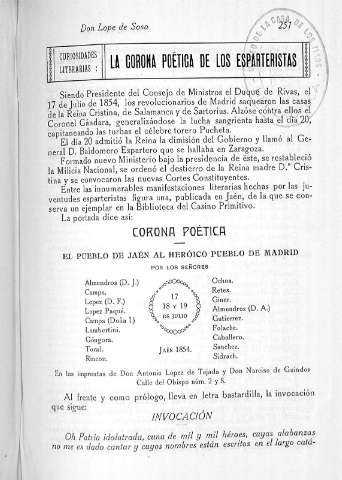 Don Lope de Sosa
251
CURIOSIDADES
LITERARIAS :
LA CORONA POÉTICA DE LOS ESPARTERISTAS
Siendo Presidente del Consejo de Ministros el Duque de Rivas, el
17 de Julio de 1854, los revolucionarios de Madrid saquearon las casas
de la Reina Cristina, de Salamanca y de Sartorius. Alzóse contra ellos el
Coronel Gándara, generalizándose la lucha sangrienta hasta el día 20,
capitaneando las turbas el célebre torero Pucheta.
El día 20 admitió la Reina la dimisión del Gobierno y llamó al Ge-
neral D. Baldomero Espartero que se hallaba en Zaragoza.
Formado nuevo Ministerio bajo la presidencia de éste, se restableció
la Milicia Nacional, se ordenó el destierro de la Reina madre D.ª Cris-
tina y se convocaron las nuevas Cortes Constituyentes.
Entre las innumerables manifestaciones literarias hechas por las ju-
ventudes esparteristas figura una, publicada en Jaén, de la que se con-
serva un ejemplar en la Biblioteca del Casino Primitivo.
La portada dice así:
CORONA POÉTICA
EL PUEBLO DE JAÉN AL HERÓICO PUEBLO DE MADRID
POR LOS SEÑORES
Almendros (D. J.)
Camps.
Lopez (D. F.)
Lopez Paqué.
Campa (Doña I.)
Lambertini.
Góngora.
Toral.
Rincon.
17
18 y 19
DE JULIO
JAÉN 1854.
Ochoa.
Retes.
Giner.
Almendros (D. A.)
Gutierrez.
Folache.
Caballero.
Sanchez.
Sidrach.
En las imprentas de Don Antonio Lopez de Tejada y Don Narciso de Guindos
Calle del Obispo núm. 2 y 8.
Al frente y como prólogo, lleva en letra bastardilla, la invocación
que sigue:
INVOCACIÓN
Oh Patria idolatrada, cuna de mil y mil héroes, cuyas alabanzas
no me es dado cantar y cuyos nombres están escritos en el largo catá-